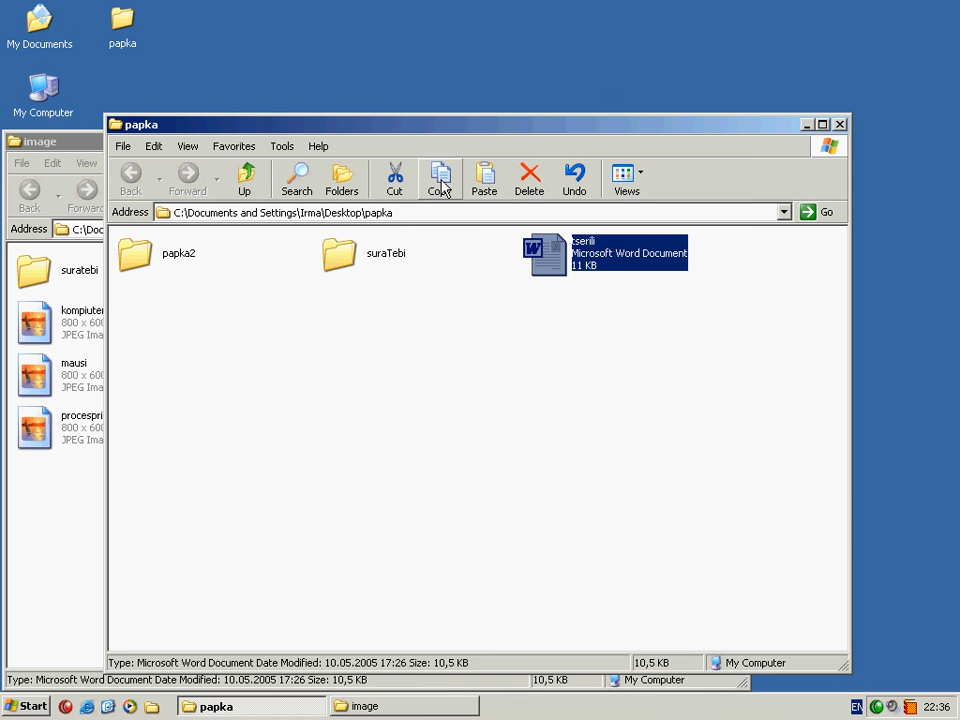 My Documents
papka
My Computer
image
File Edit View
Back Forward
Address C:\Doc
suratebi
kompiuter
800 x 600
JPEG Ima
mausi
800 x 600
JPEG Ima
procespri
800 x 600
JPEG Ima
Type: Microsoft Word Document Date Modified: 10.05.2005 17:26 Size: 10,5 KB
10,5 KB
My Computer
papka
File Edit View Favorites Tools Help
Back Forward Up Search Folders Cut Copy Paste Delete Undo Views
Address C:\Documents and Settings\Irma\Desktop\papka Go
papka2
suraTebi
tserili
Microsoft Word Document
11 KB
Type: Microsoft Word Document Date Modified: 10.05.2005 17:26 Size: 10,5 KB
10,5 KB
My Computer
Start papka image EN 22:36